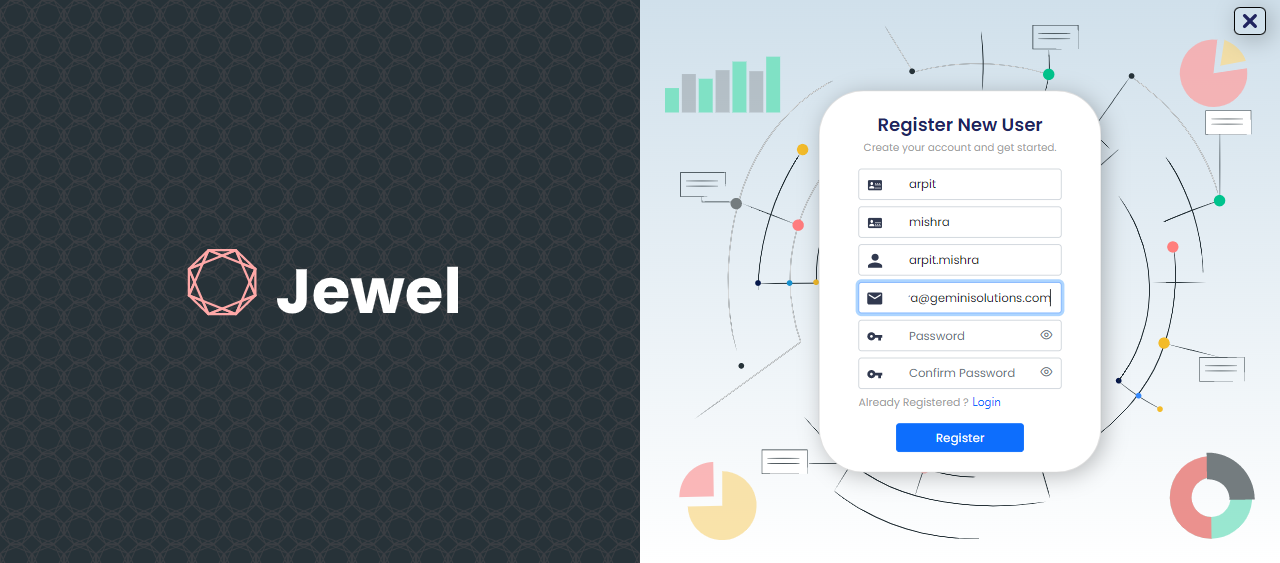 Jewel
Register New User
Create your account and get started.
arpit
mishra
arpit.mishra
a@geminisolutions.com
Password
Confirm Password
Already Registered ? Login
Register